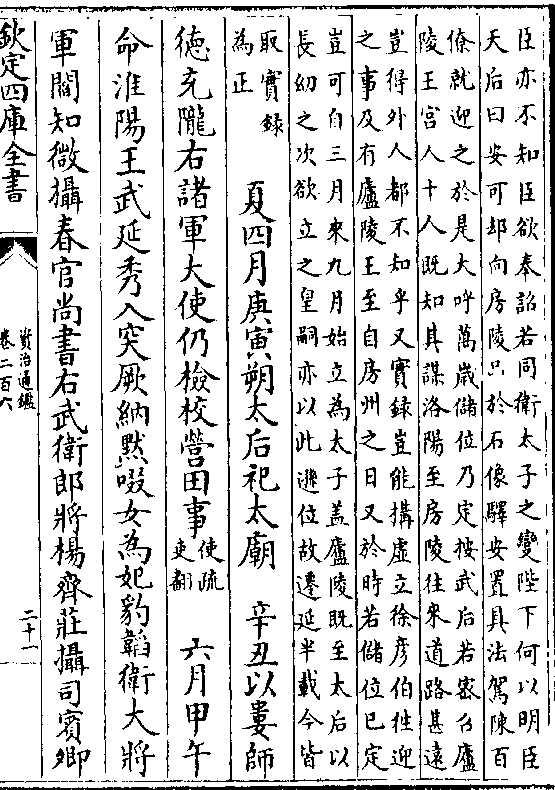 臣亦不知臣欲奉詔若同衛太子之變陛下何以明臣
天后曰安可却向房陵只於石像驛安置具法駕陳百
僚就迎之於是大呼萬歲儲位乃定按武后若密召廬
陵王宫人十人既知其謀洛陽至房陵往來道路甚逺
豈得外人都不知乎又實錄豈能搆虚立徐彦伯徃迎
之事及有廬陵王至自房州之日又於時若儲位已定
豈可自三月來九月始立為太子盖廬陵既至太后以
長幼之次欲立之皇嗣亦以此遜位故遷延半載今皆
取實錄
為正
夏四月庚寅朔太后祀太廟　辛丑以婁師
德充隴右諸軍大使仍檢校營田事使疏吏翻　六月甲午
命淮陽王武延秀入突厥納黙啜女為妃豹韜衛大將
軍閻知微攝春官尚書右武衛郎將楊齊莊攝司賓卿
欽定四庫全書
資治通鑑
卷二百六
二十一